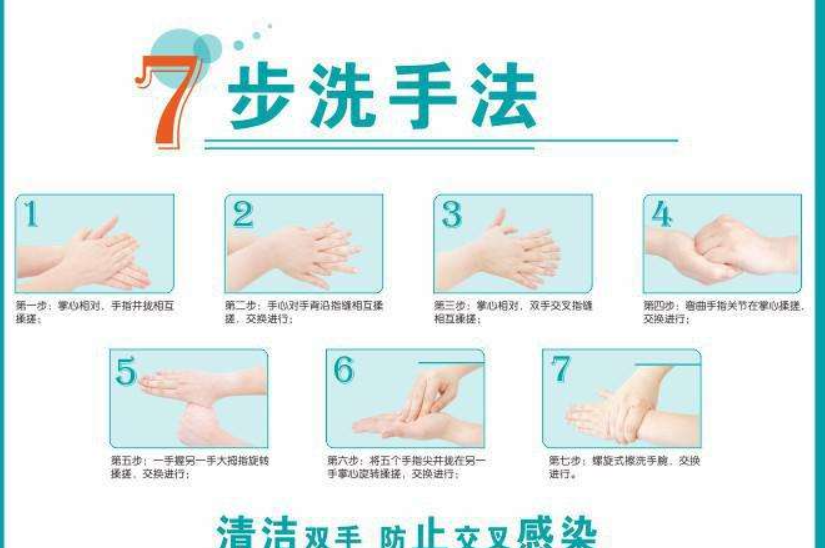 7步洗手法
1
2
3
4
第一步：掌心相对，手指并拢相互
揉搓；
第二步：手心对手背沿指缝相互揉
搓，交换进行；
第三步：掌心相对，双手交叉指缝
相互揉搓；
第四步：弯曲手指关节在掌心揉搓，
交换进行；
5
6
7
第五步：一手握另一手大拇指旋转
揉搓，交换进行；
第六步：将五个手指尖并拢在另一
手掌心旋转揉搓，交换进行；
第七步：螺旋式擦洗手腕，交换
进行。
清洁双手 防止交叉感染